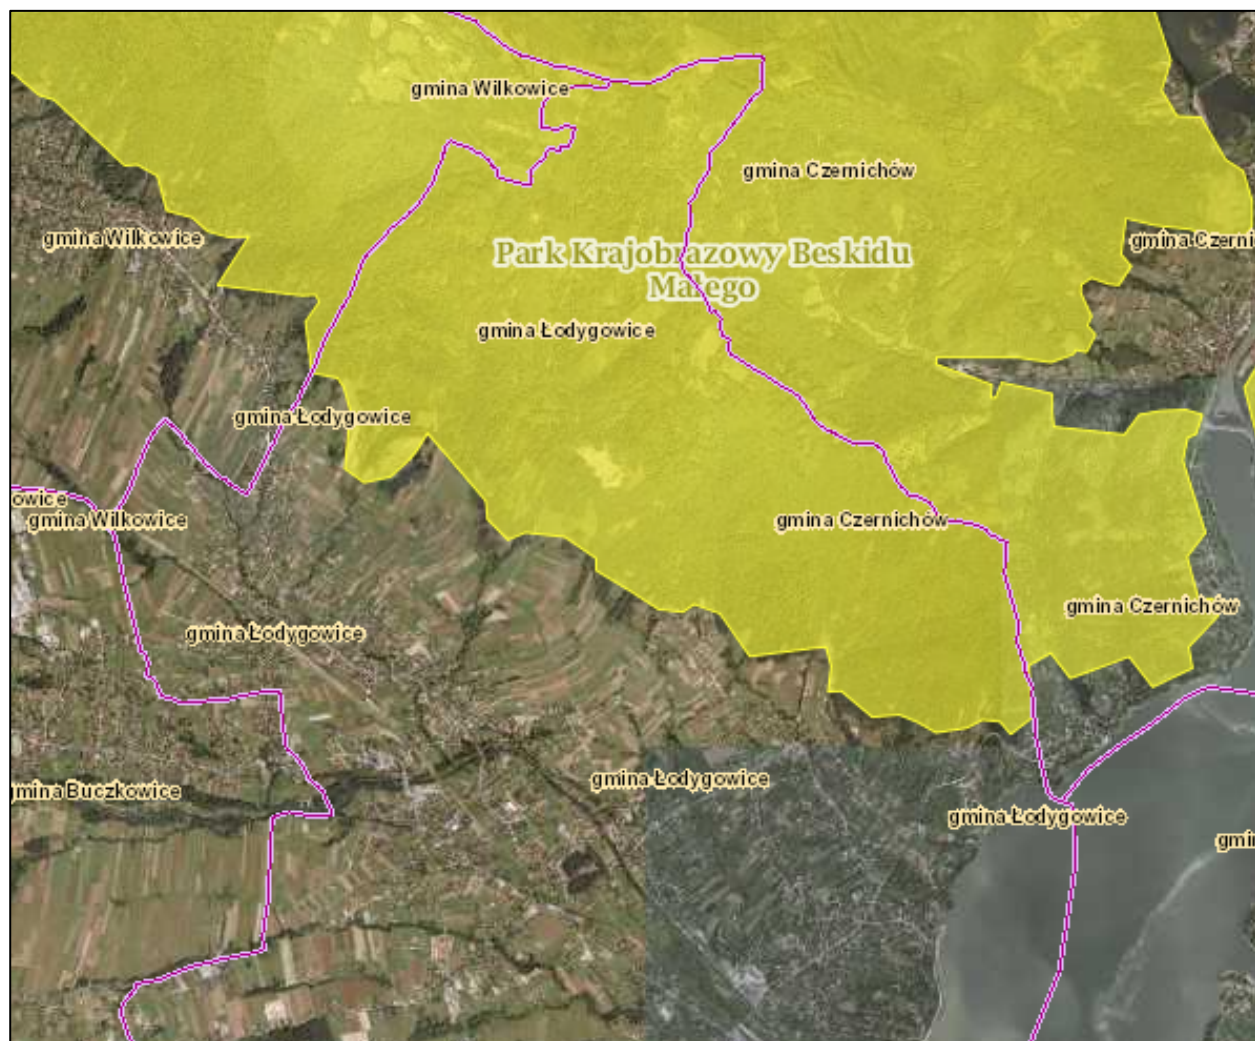 gmina Wilkowice
gmina Czernichów
gmina Wilkowice
gmina Czerni
Park Krajobrazowy Beskidu
Małego
gmina Łodygowice
gmina Łodygowice
owice
gmina Wilkowice
gmina Czernichów
gmina Czernichów
gmina Łodygowice
gmina Łodygowice
gmina Buczkowice
gmina Łodygowice
gmin